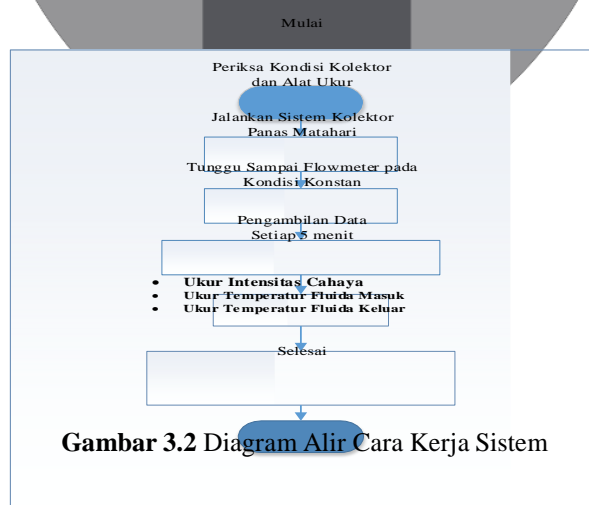 Mulai
Periksa Kondisi Kolektor
dan Alat Ukur
Jalankan Sistem Kolektor
Panas Matahari
Tunggu Sampai Flowmeter pada
Kondisi Konstan
Pengambilan Data
Setiap 5 menit
• Ukur Intensitas Cahaya
• Ukur Temperatur Fluida Masuk
• Ukur Temperatur Fluida Keluar
Selesai
Gambar 3.2 Diagram Alir Cara Kerja Sistem